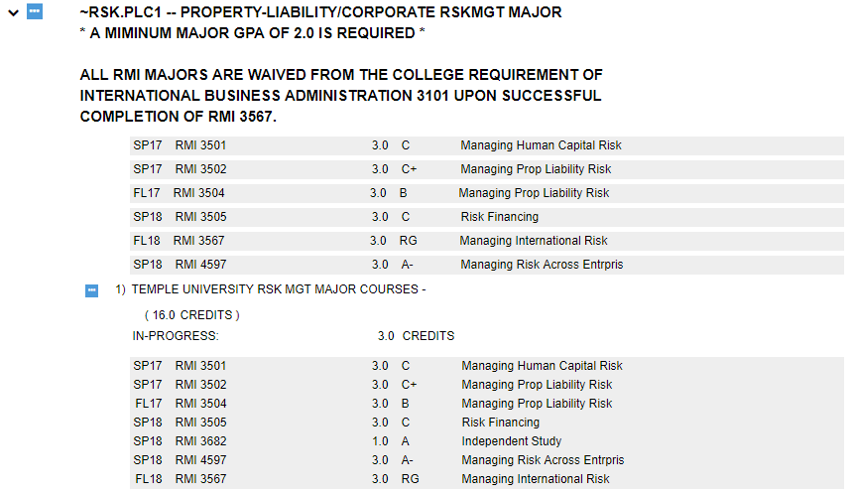 ~RSK.PLC1 -- PROPERTY-LIABILITY/CORPORATE RSKMGT MAJOR
* A MIMINUM MAJOR GPA OF 2.0 IS REQUIRED *
ALL RMI MAJORS ARE WAIVED FROM THE COLLEGE REQUIREMENT OF
INTERNATIONAL BUSINESS ADMINISTRATION 3101 UPON SUCCESSFUL
COMPLETION OF RMI 3567.
SP17 RMI 3501 3.0 C Managing Human Capital Risk
SP17 RMI 3502 3.0 C+ Managing Prop Liability Risk
FL17 RMI 3504 3.0 B Managing Prop Liability Risk
SP18 RMI 3505 3.0 C Risk Financing
FL18 RMI 3567 3.0 RG Managing International Risk
SP18 RMI 4597 3.0 A- Managing Risk Across Entrpris
1) TEMPLE UNIVERSITY RSK MGT MAJOR COURSES -
( 16.0 CREDITS )
IN-PROGRESS: 3.0 CREDITS
SP17 RMI 3501 3.0 C Managing Human Capital Risk
SP17 RMI 3502 3.0 C+ Managing Prop Liability Risk
FL17 RMI 3504 3.0 B Managing Prop Liability Risk
SP18 RMI 3505 3.0 C Risk Financing
SP18 RMI 3682 1.0 A Independent Study
SP18 RMI 4597 3.0 A- Managing Risk Across Entrpris
FL18 RMI 3567 3.0 RG Managing International Risk